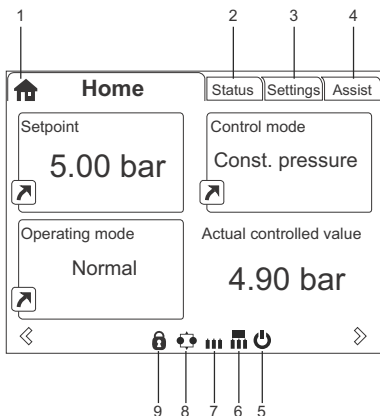 1 2 3 4
Home Status Settings Assist
Setpoint Control mode
5.00 bar Const. pressure
Operating mode Actual controlled value
Normal 4.90 bar
9 8 7 6 5